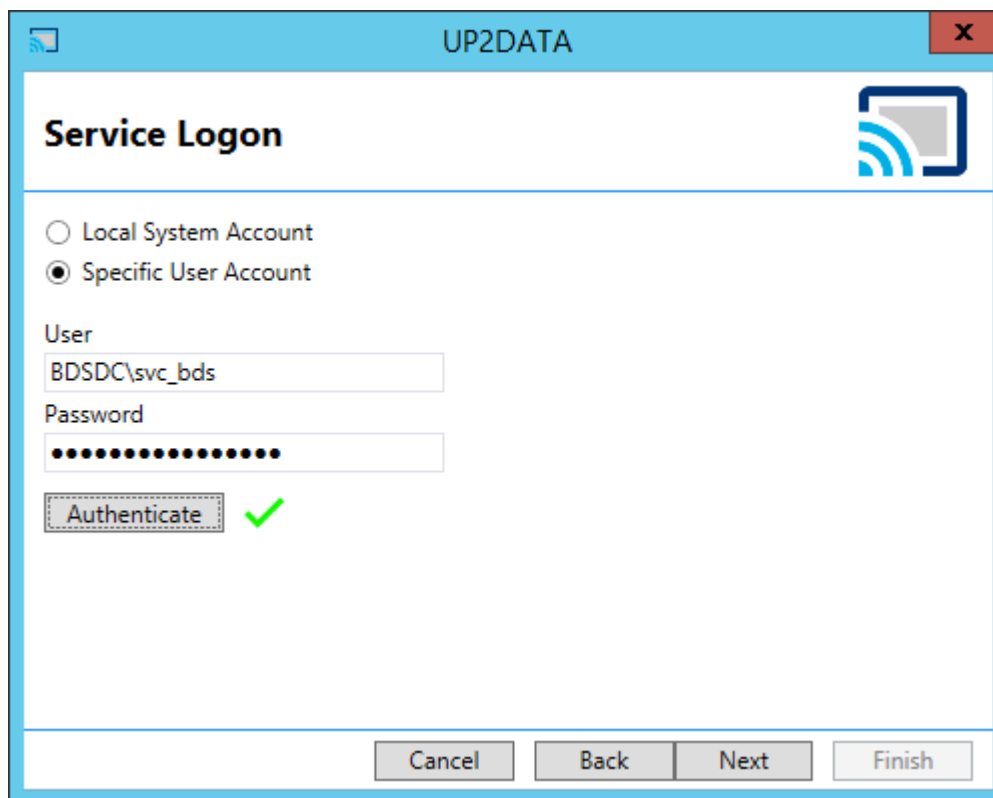 UP2DATA
x
Service Logon
Local System Account
Specific User Account
User
BDSDC\svc_bds
Password
••••••••••••••••
Authenticate
Cancel Back Next Finish